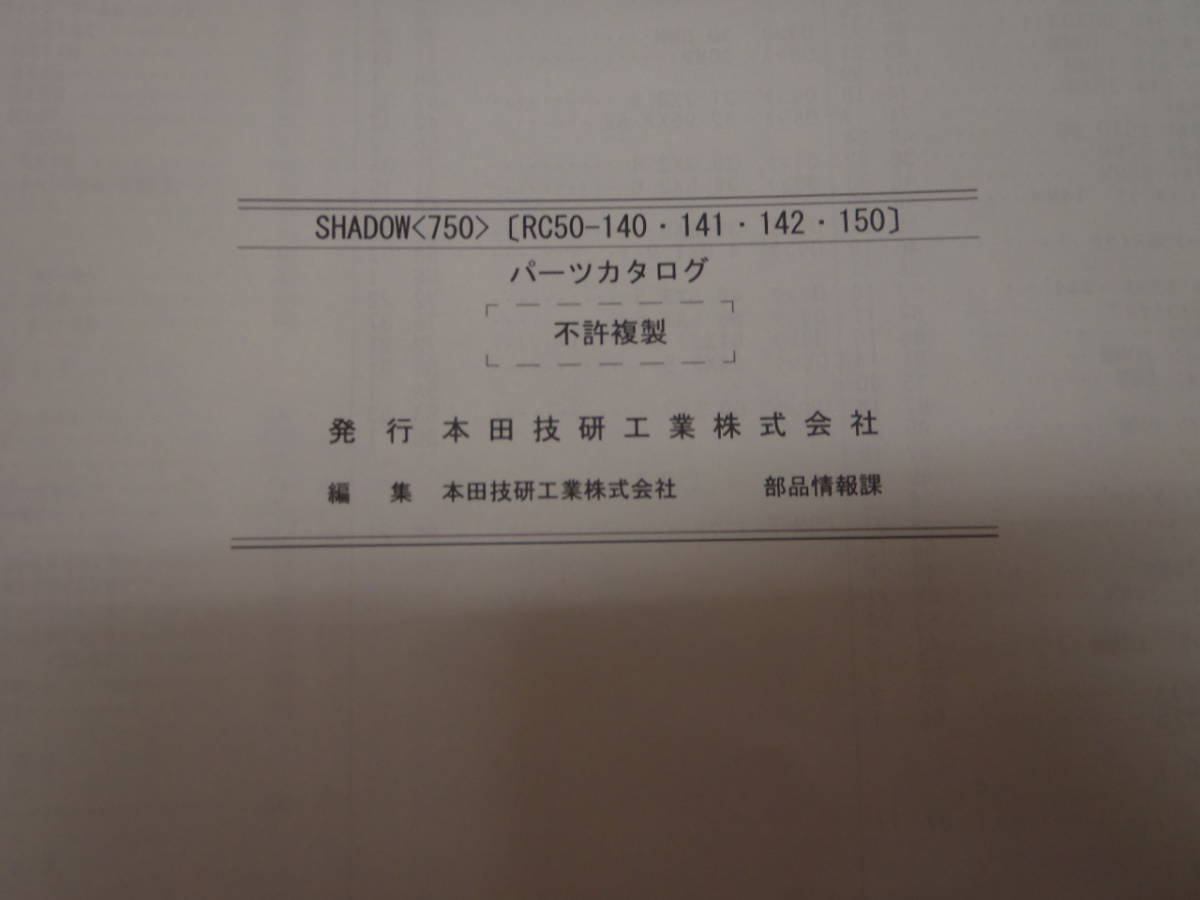 SHADOW<750>〔RC50-140・141・142・150〕
パーツカタログ
不許複製
発行 本田技研工業株式会社
編集 本田技研工業株式会社 部品情報課